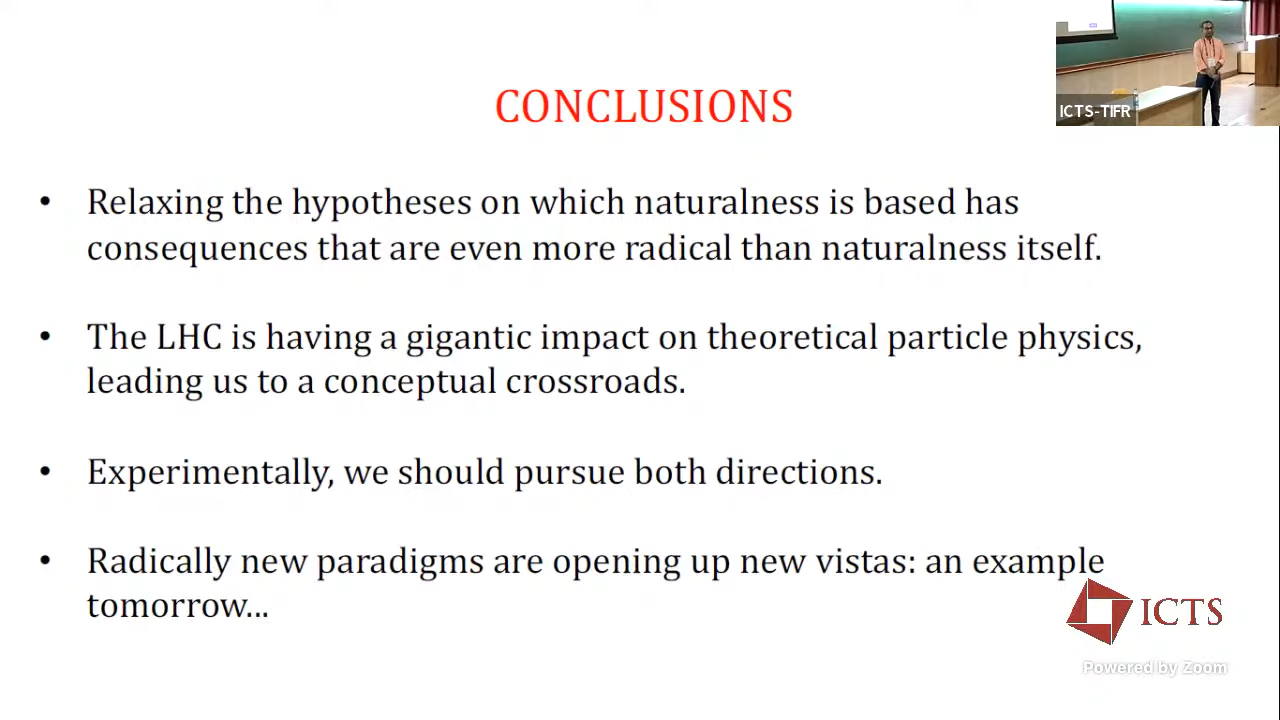 CONCLUSIONS
ICTS-TIFR
• Relaxing the hypotheses on which naturalness is based has
consequences that are even more radical than naturalness itself.
• The LHC is having a gigantic impact on theoretical particle physics,
leading us to a conceptual crossroads.
• Experimentally, we should pursue both directions.
• Radically new paradigms are opening up new vistas: an example
tomorrow...
ICTS
Powered by Zoom